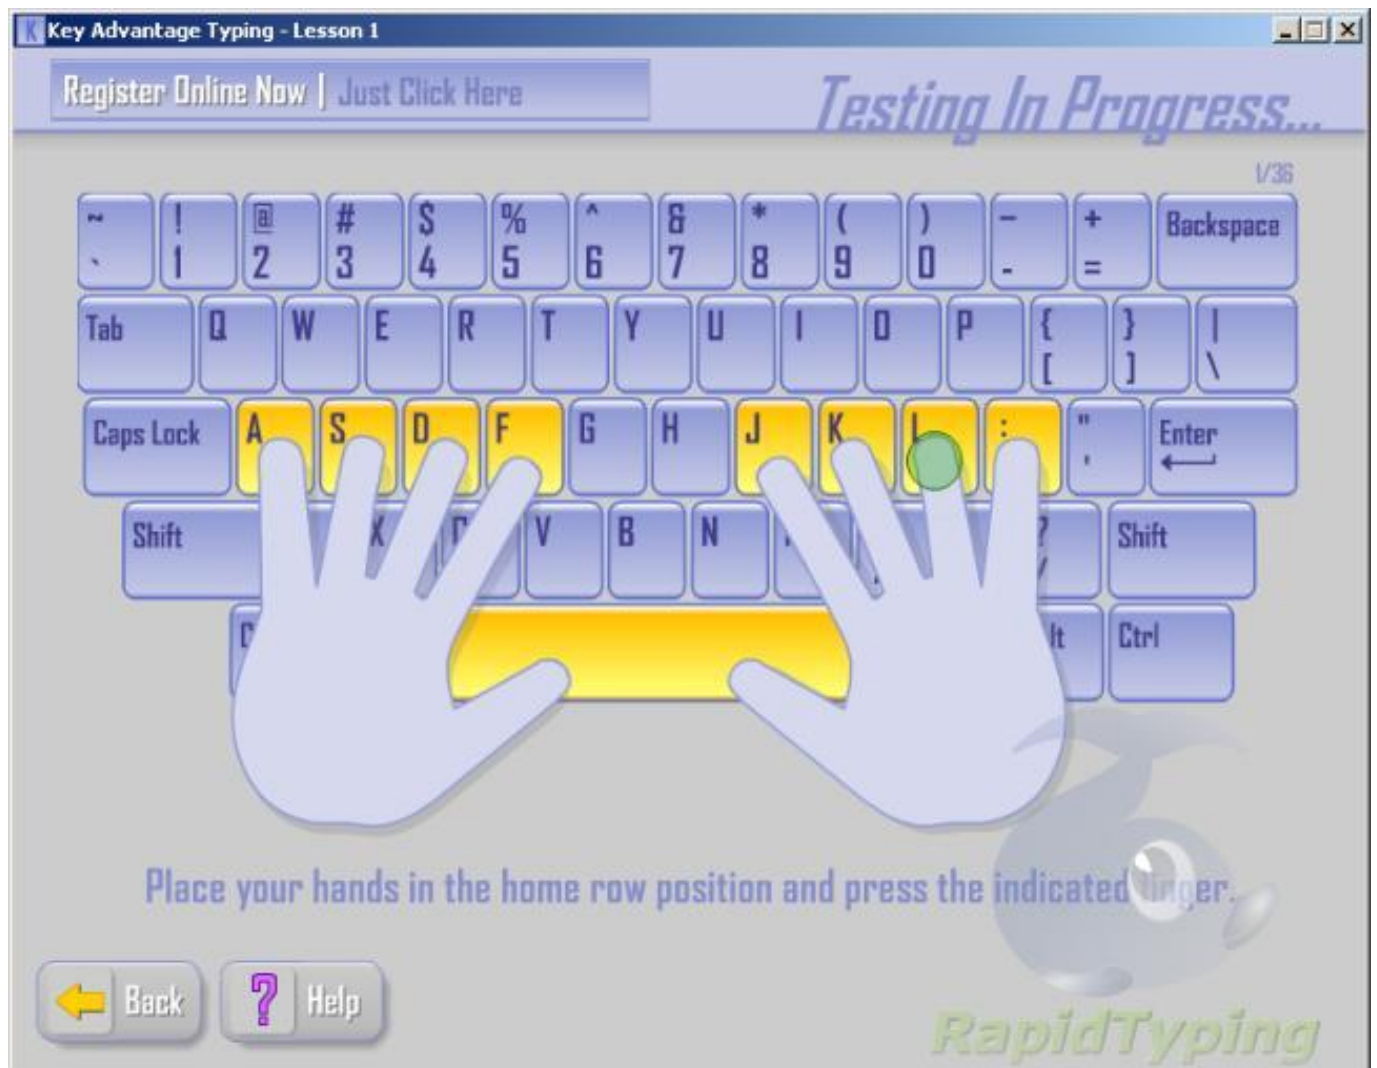 Key Advantage Typing - Lesson 1
Register Online Now | Just Click Here
Testing In Progress...
1/36
~ ! @ # $ % ^ & * ( ) _ + Backspace
` 1 2 3 4 5 6 7 8 9 0 - =
Tab Q W E R T Y U I O P { } |
[ ] \
Caps Lock A S D F G H J K L : " Enter
'
Shift X C V B N ? Shift
/
C lt Ctrl
Place your hands in the home row position and press the indicated finger.
Back
? Help
RapidTyping